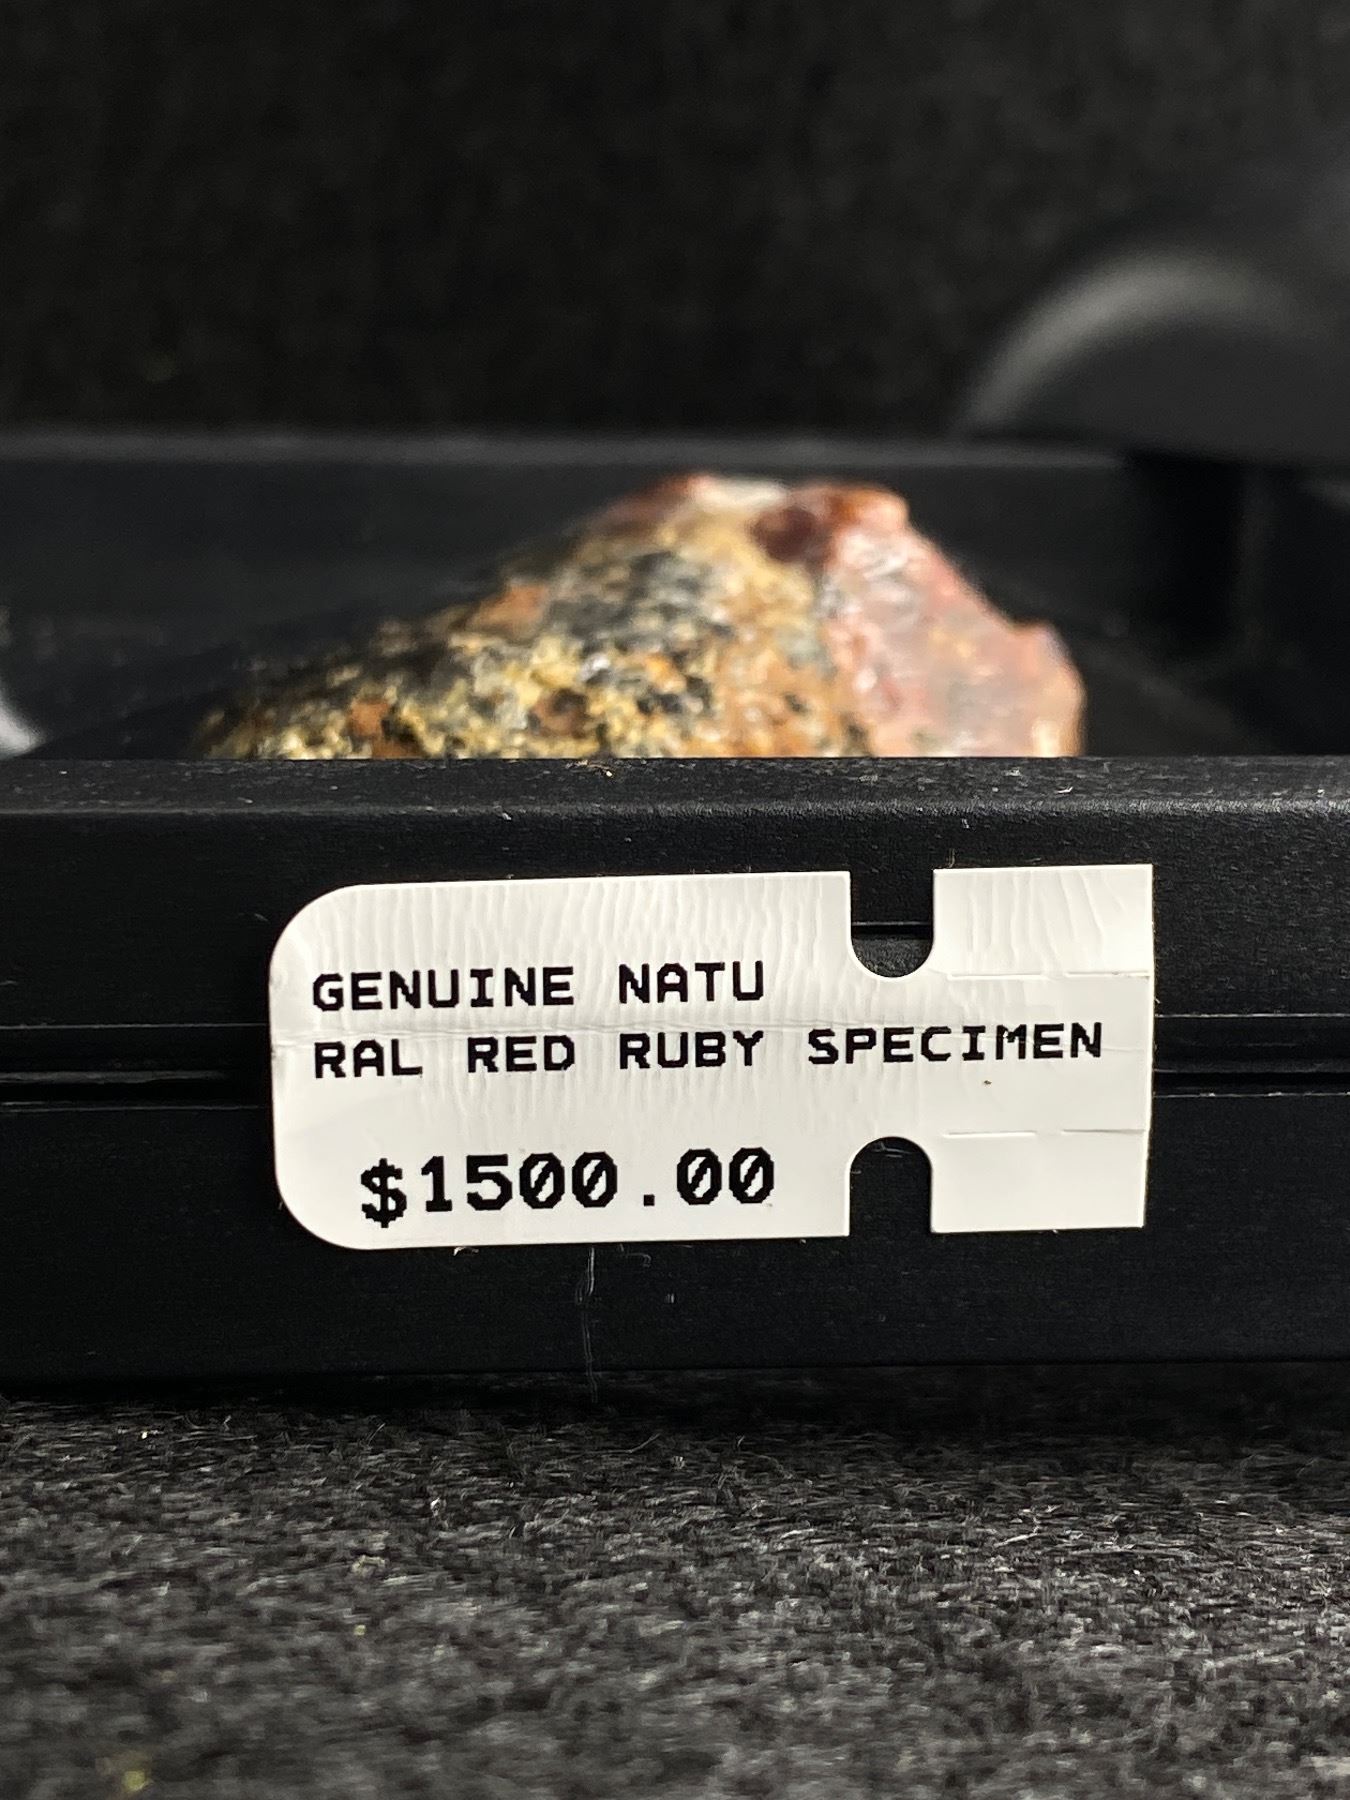 GENUINE NATU
RAL RED RUBY SPECIMEN
$1500.00